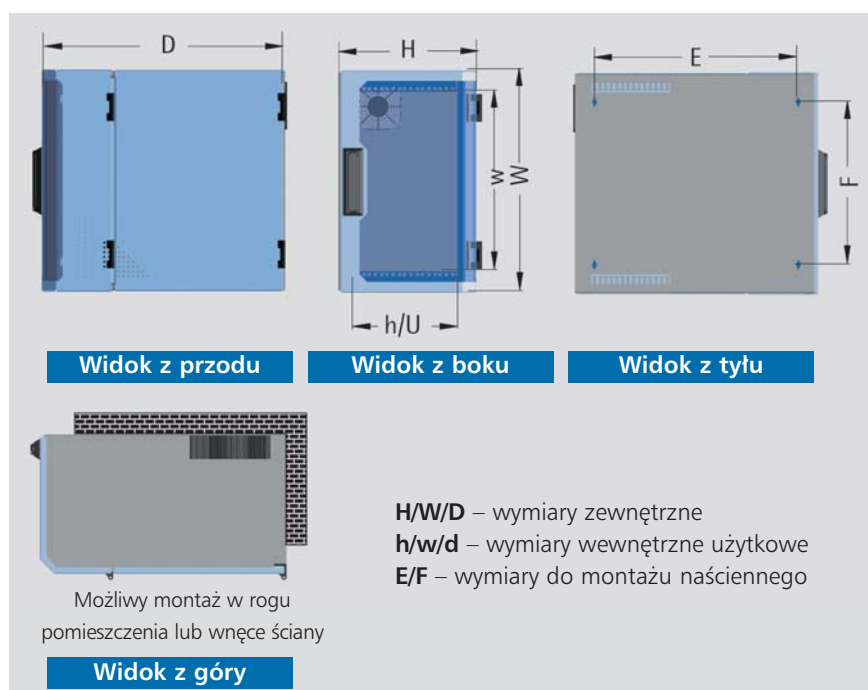 D
H
E
w
W
F
h/U
Widok z przodu
Widok z boku
Widok z tyłu
H/W/D – wymiary zewnętrzne
h/w/d – wymiary wewnętrzne użytkowe
E/F – wymiary do montażu naściennego
Możliwy montaż w rogu
pomieszczenia lub wnęce ściany
Widok z góry